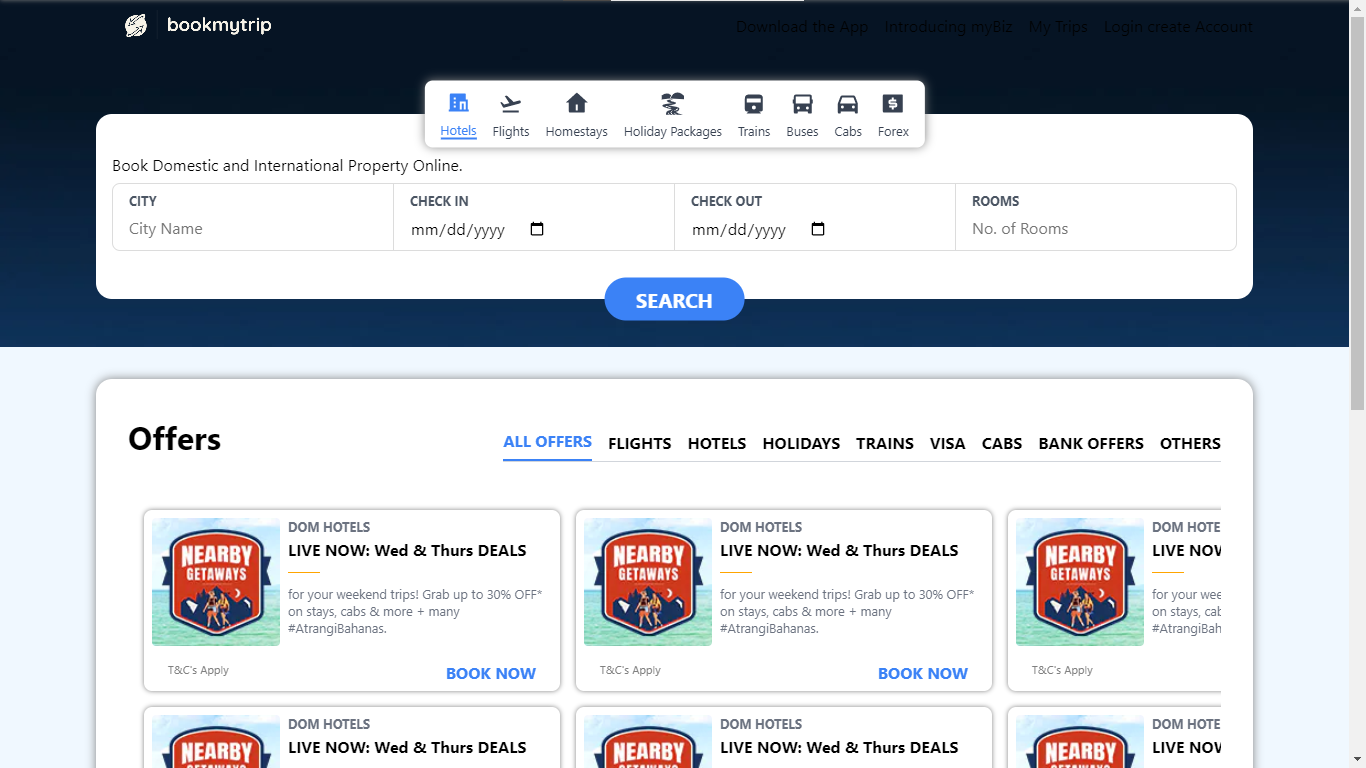 bookmytrip
Download the App Introducing myBiz My Trips Login create Account
Hotels Flights Homestays Holiday Packages Trains Buses Cabs Forex
Book Domestic and International Property Online.
CITY CHECK IN CHECK OUT ROOMS
City Name mm/dd/yyyy mm/dd/yyyy No. of Rooms
SEARCH
Offers
ALL OFFERS FLIGHTS HOTELS HOLIDAYS TRAINS VISA CABS BANK OFFERS OTHERS
NEARBY
GETAWAYS
DOM HOTELS
LIVE NOW: Wed & Thurs DEALS
for your weekend trips! Grab up to 30% OFF*
on stays, cabs & more + many
#AtrangiBahanas.
T&C's Apply
BOOK NOW
NEARBY
GETAWAYS
DOM HOTELS
LIVE NOW: Wed & Thurs DEALS
for your weekend trips! Grab up to 30% OFF*
on stays, cabs & more + many
#AtrangiBahanas.
T&C's Apply
BOOK NOW
NEARBY
GETAWAYS
DOM HOTE
LIVE NOW
for your wee
on stays, cab
#AtrangiBah
T&C's Apply
NEARBY
DOM HOTELS
LIVE NOW: Wed & Thurs DEALS
NEARBY
DOM HOTELS
LIVE NOW: Wed & Thurs DEALS
NEARBY
DOM HOTE
LIVE NOW